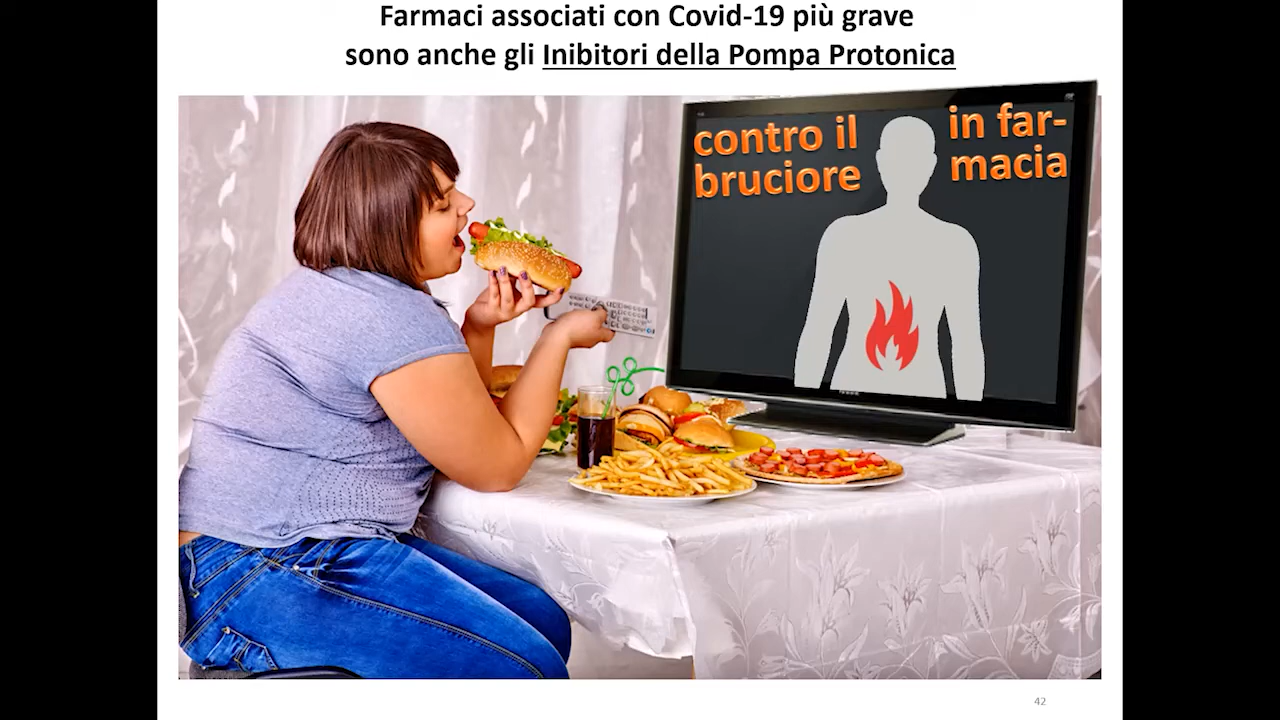 Farmaci associati con Covid-19 più grave
sono anche gli Inibitori della Pompa Protonica
contro il
bruciore
in far-
macia
42